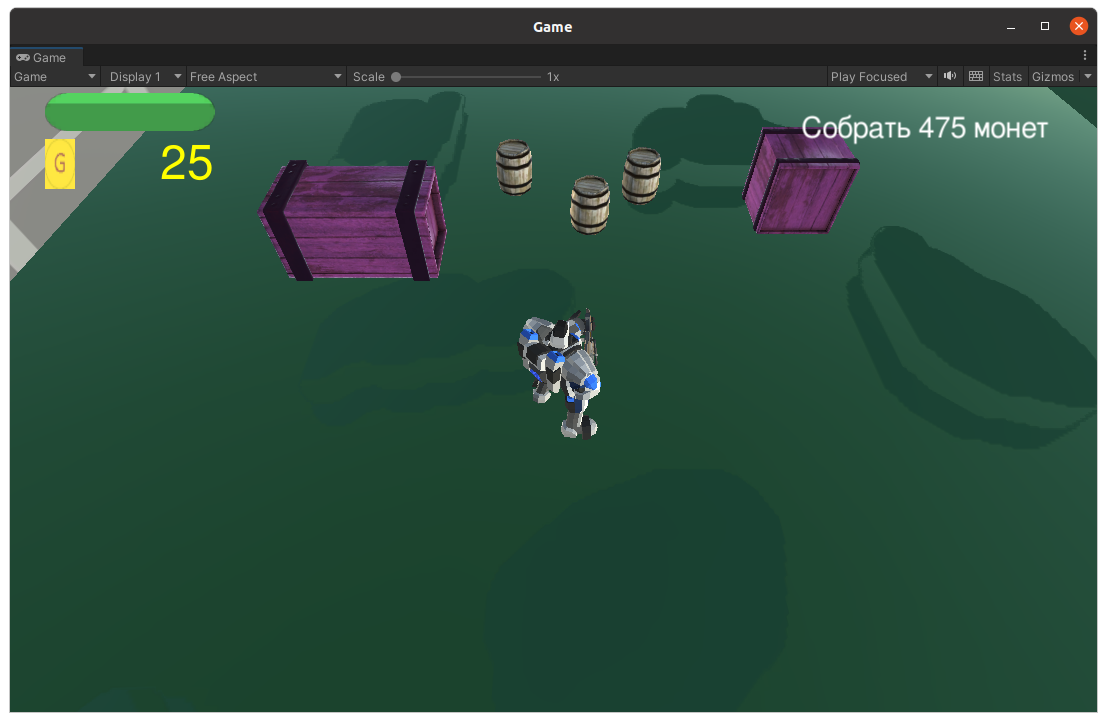 Game
Game
Game Display 1 Free Aspect Scale 1x Play Focused Stats Gizmos
G 25
Собрать 475 монет